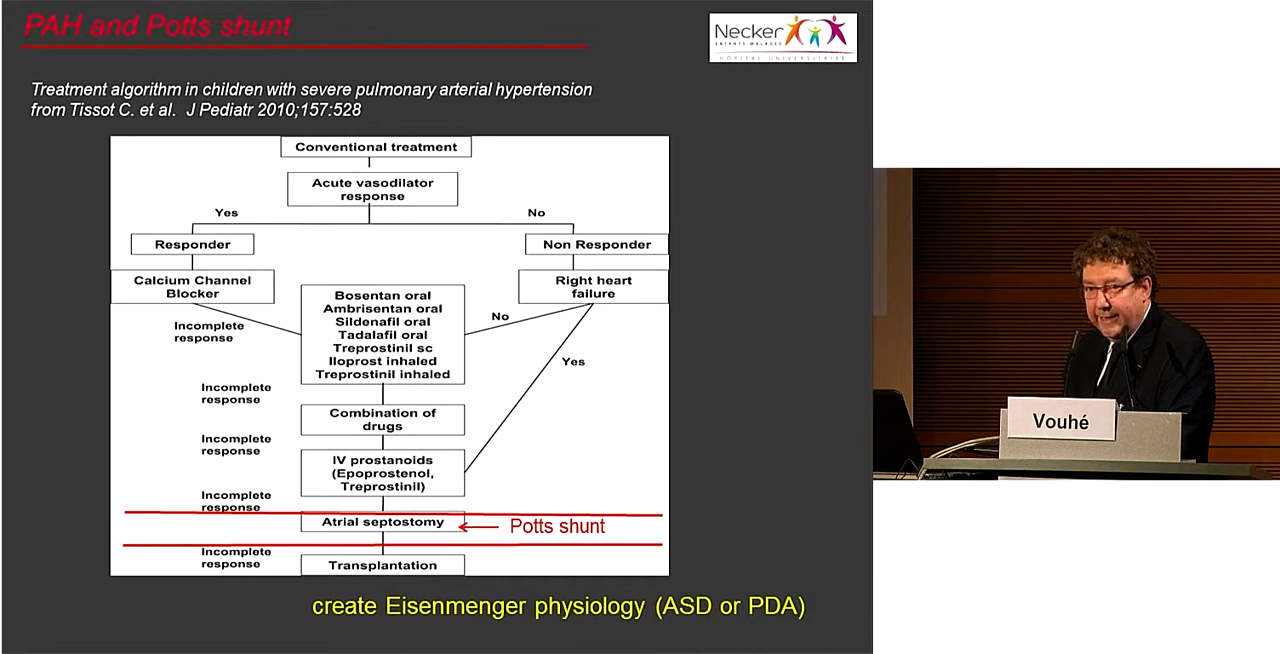 PAH and Potts shunt
Necker
ENFANTS MALADES
HÔPITAL UNIVERSITAIRE
Treatment algorithm in children with severe pulmonary arterial hypertension
from Tissot C. et al. J Pediatr 2010;157:528
Conventional treatment
Acute vasodilator
response
Yes
No
Responder
Non Responder
Calcium Channel
Blocker
Right heart
failure
Bosentan oral
Ambrisentan oral
Sildenafil oral
Tadalafil oral
Treprostinil sc
Iloprost inhaled
Treprostinil inhaled
Incomplete
response
No
Yes
Incomplete
response
Combination of
drugs
Incomplete
response
IV prostanoids
(Epoprostenol,
Treprostinil)
Incomplete
response
Atrial septostomy
Potts shunt
Incomplete
response
Transplantation
create Eisenmenger physiology (ASD or PDA)
Vouhé